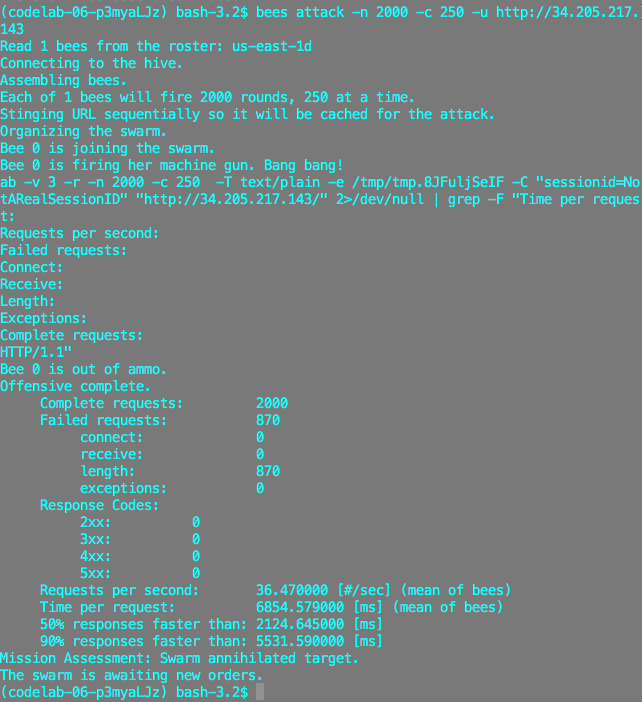 (codelab-06-p3myaLJz) bash-3.2$ bees attack -n 2000 -c 250 -u http://34.205.217.
143
Read 1 bees from the roster: us-east-1d
Connecting to the hive.
Assembling bees.
Each of 1 bees will fire 2000 rounds, 250 at a time.
Stinging URL sequentially so it will be cached for the attack.
Organizing the swarm.
Bee 0 is joining the swarm.
Bee 0 is firing her machine gun. Bang bang!
ab -v 3 -r -n 2000 -c 250  -T text/plain -e /tmp/tmp.8JFuljSeIF -C "sessionid=No
tARealSessionID" "http://34.205.217.143/" 2>/dev/null | grep -F "Time per reques
t:
Requests per second:
Failed requests:
Connect:
Receive:
Length:
Exceptions:
Complete requests:
HTTP/1.1"
Bee 0 is out of ammo.
Offensive complete.
     Complete requests:         2000
     Failed requests:           870
          connect:              0
          receive:              0
          length:               870
          exceptions:           0
     Response Codes:
          2xx:          0
          3xx:          0
          4xx:          0
          5xx:          0
     Requests per second:       36.470000 [#/sec] (mean of bees)
     Time per request:          6854.579000 [ms] (mean of bees)
     50% responses faster than: 2124.645000 [ms]
     90% responses faster than: 5531.590000 [ms]
Mission Assessment: Swarm annihilated target.
The swarm is awaiting new orders.
(codelab-06-p3myaLJz) bash-3.2$